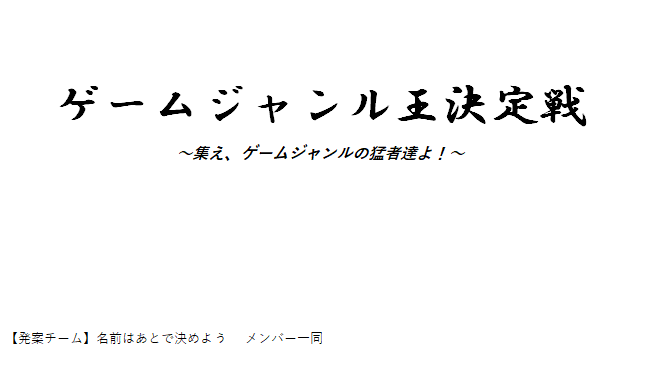 ゲームジャンル王決定戦
～集え、ゲームジャンルの猛者達よ！～
【発案チーム】名前はあとで決めよう　メンバー一同